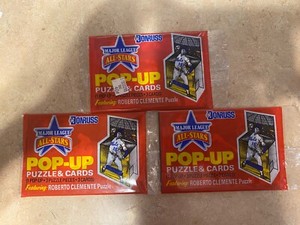 DONRUSS
MAJOR LEAGUE
ALL-STARS
POP-UP
PUZZLE & CARDS
Featuring ROBERTO CLEMENTE Puzzle
DONRUSS
MAJOR LEAGUE
ALL-STARS
POP-UP
PUZZLE & CARDS
Featuring ROBERTO CLEMENTE Puzzle
DONRUSS
MAJOR LEAGUE
ALL-STARS
POP-UP
PUZZLE & CARDS
Featuring ROBERTO CLEMENTE Puzzle